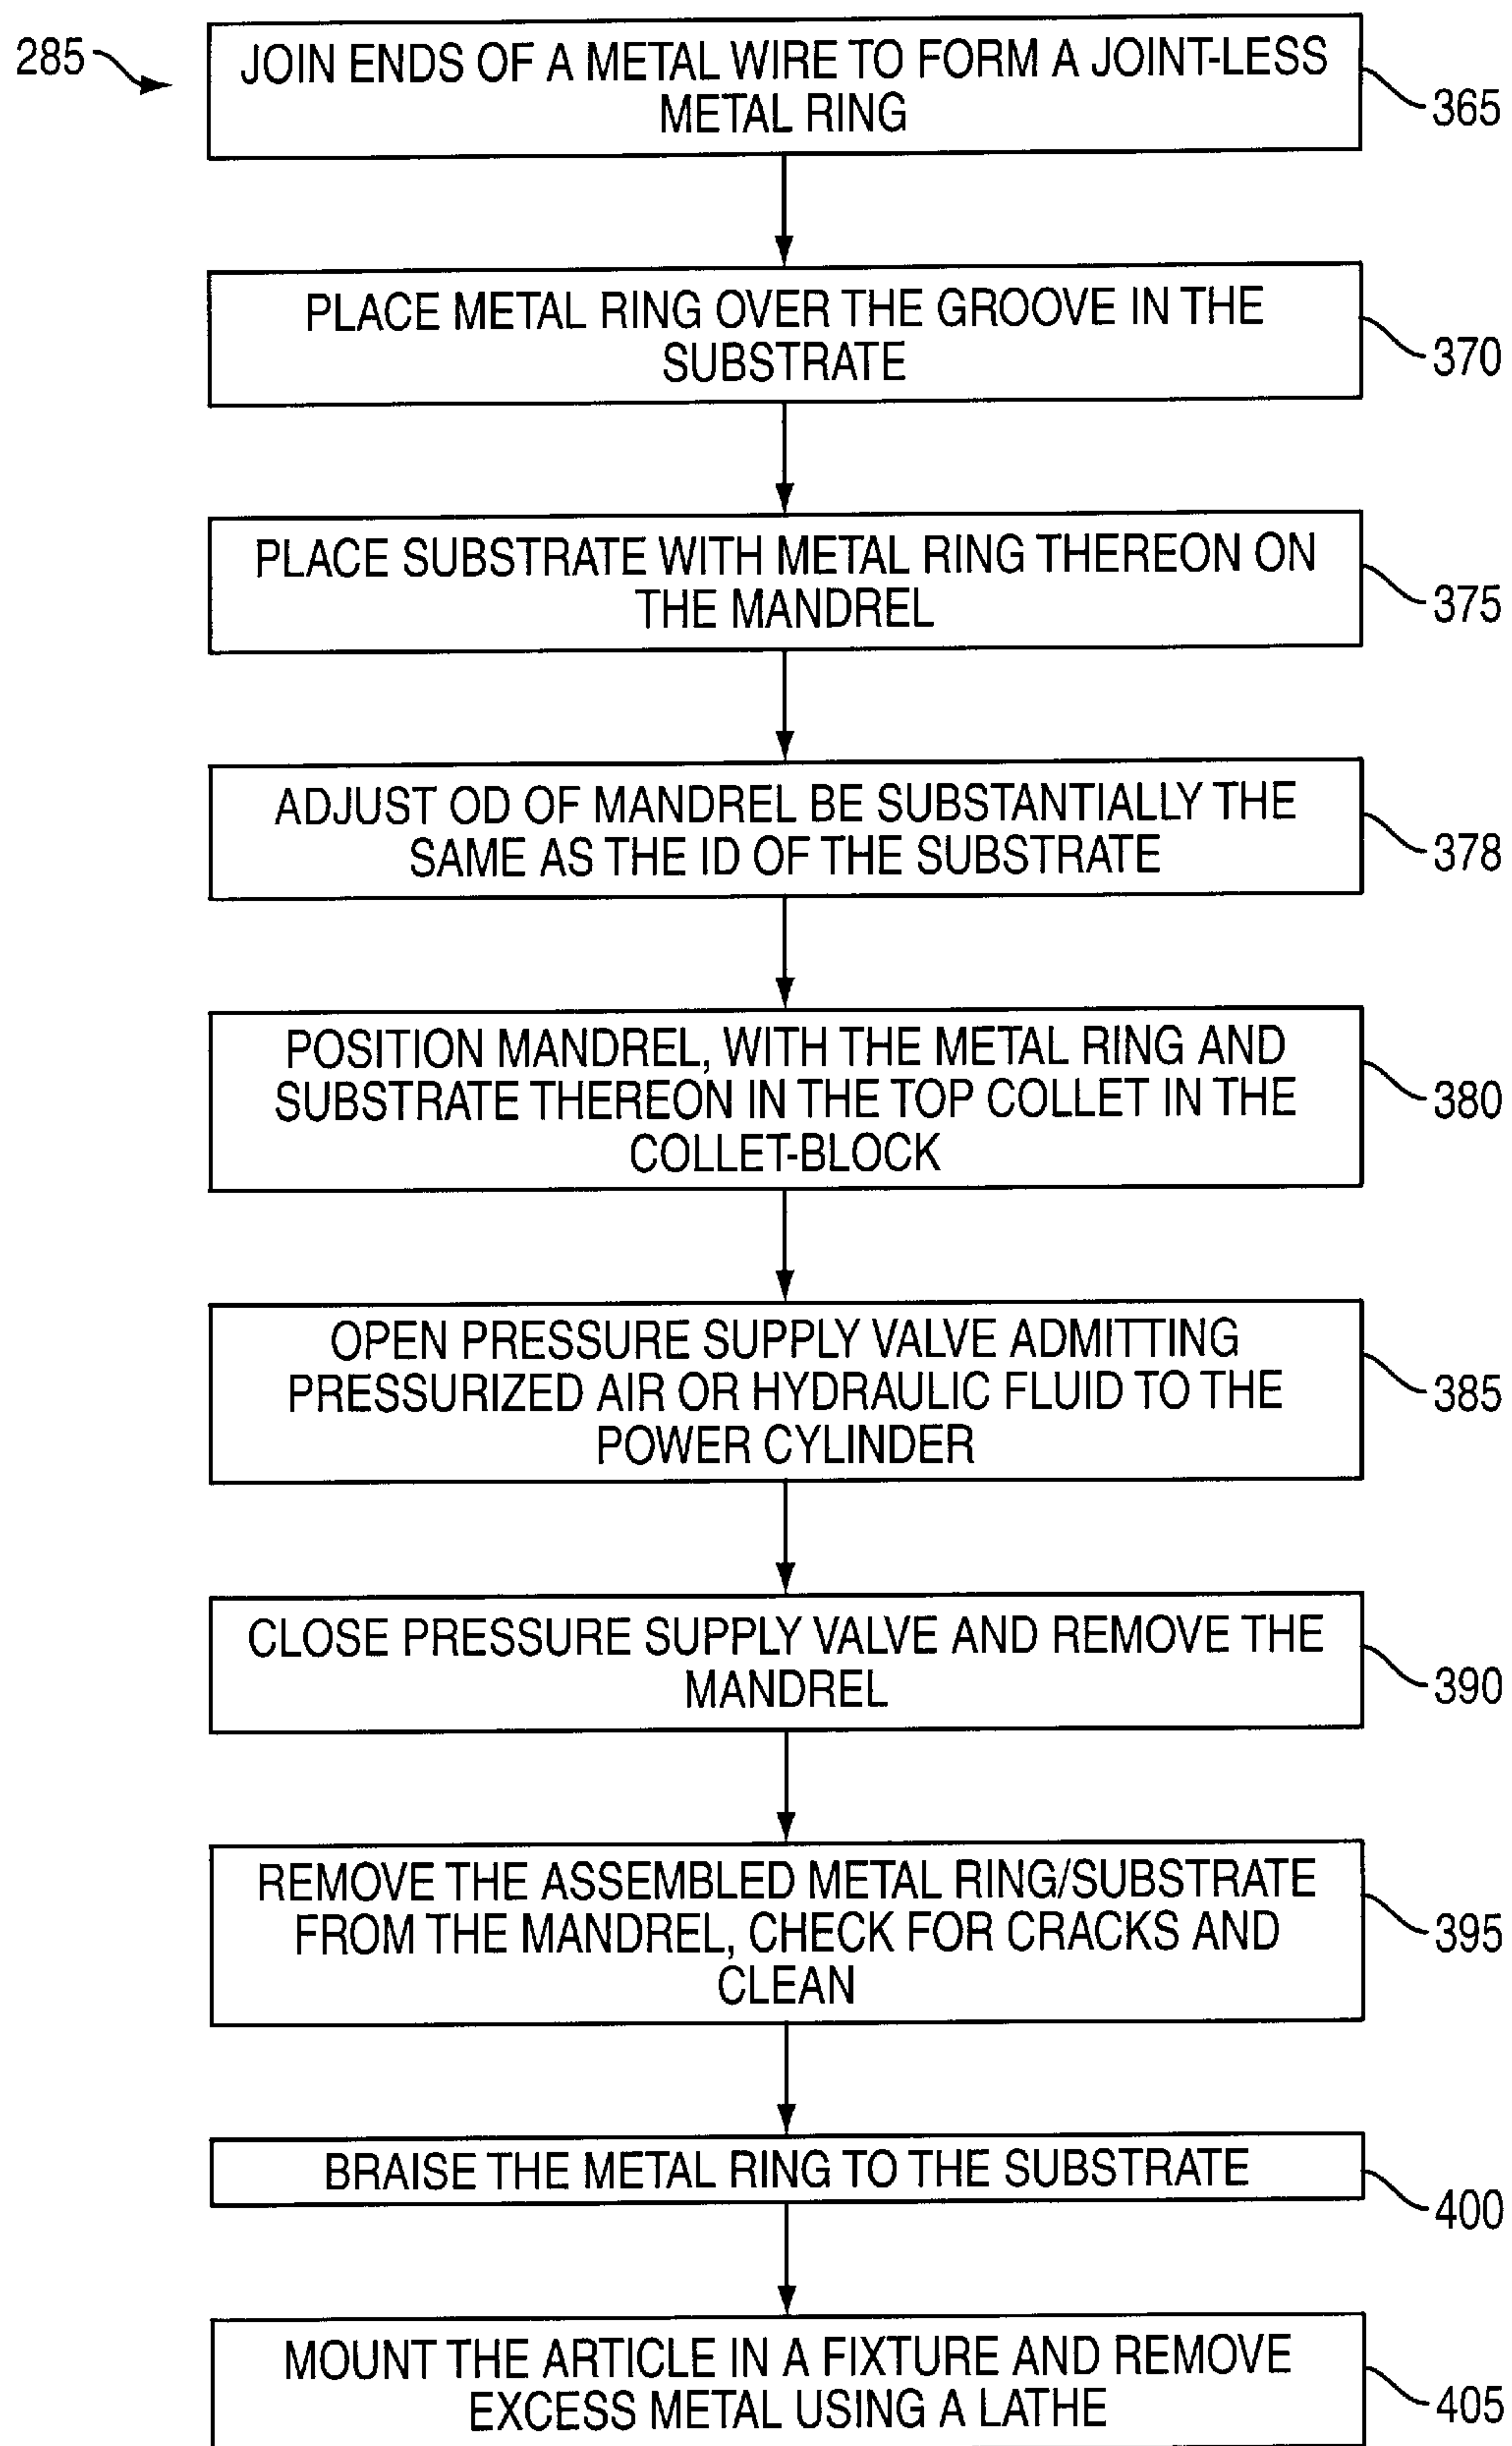 285
JOIN ENDS OF A METAL WIRE TO FORM A JOINT-LESS
METAL RING
365
PLACE METAL RING OVER THE GROOVE IN THE
SUBSTRATE
370
PLACE SUBSTRATE WITH METAL RING THEREON ON
THE MANDREL
375
ADJUST OD OF MANDREL BE SUBSTANTIALLY THE
SAME AS THE ID OF THE SUBSTRATE
378
POSITION MANDREL, WITH THE METAL RING AND
SUBSTRATE THEREON IN THE TOP COLLET IN THE
COLLET-BLOCK
380
OPEN PRESSURE SUPPLY VALVE ADMITTING
PRESSURIZED AIR OR HYDRAULIC FLUID TO THE
POWER CYLINDER
385
CLOSE PRESSURE SUPPLY VALVE AND REMOVE THE
MANDREL
390
REMOVE THE ASSEMBLED METAL RING/SUBSTRATE
FROM THE MANDREL, CHECK FOR CRACKS AND
CLEAN
395
BRAISE THE METAL RING TO THE SUBSTRATE
400
MOUNT THE ARTICLE IN A FIXTURE AND REMOVE
EXCESS METAL USING A LATHE
405